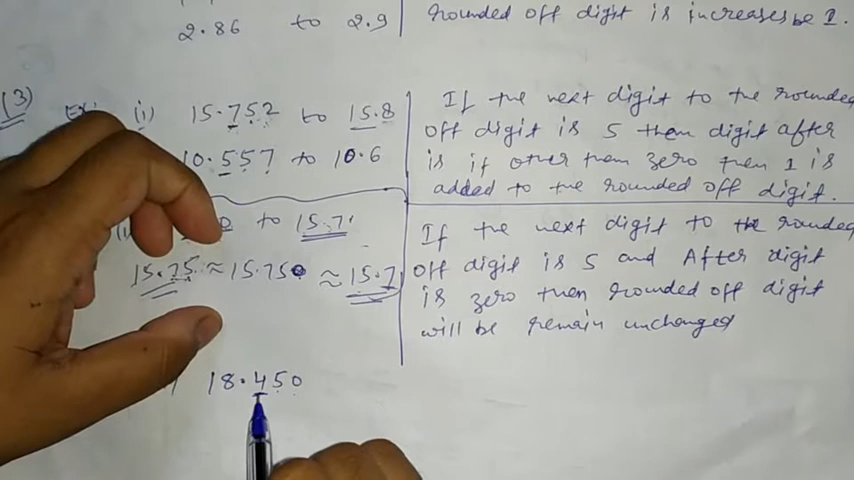 2.86 to 2.9
rounded off digit is increases be 1.
(3)
Ex: (i) 15.752 to 15.8
10.557 to 10.6
If the next digit to the rounded
off digit is 5 then digit after
is if other then zero then 1 is
added to the rounded off digit.
to 15.7
15.75 ≈ 15.750 ≈ 15.7
If the next digit to the rounded
off digit is 5 and After digit
is zero then rounded off digit
will be remain unchanged
18.450